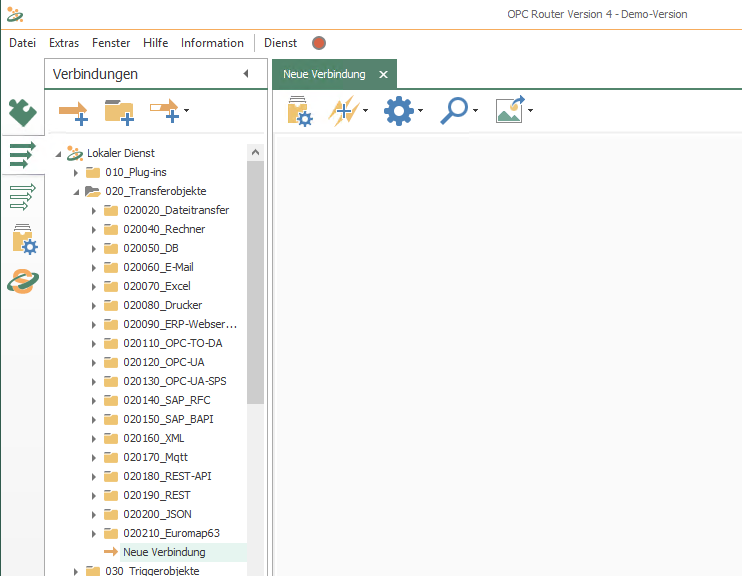 OPC Router Version 4 - Demo-Version
Datei Extras Fenster Hilfe Information Dienst
Verbindungen
Neue Verbindung
Lokaler Dienst
010_Plug-ins
020_Transferobjekte
020020_Dateitransfer
020040_Rechner
020050_DB
020060_E-Mail
020070_Excel
020080_Drucker
020090_ERP-Webser...
020110_OPC-TO-DA
020120_OPC-UA
020130_OPC-UA-SPS
020140_SAP_RFC
020150_SAP_BAPI
020160_XML
020170_Mqtt
020180_REST-API
020190_REST
020200_JSON
020210_Euromap63
Neue Verbindung
030_Triggerobjekte